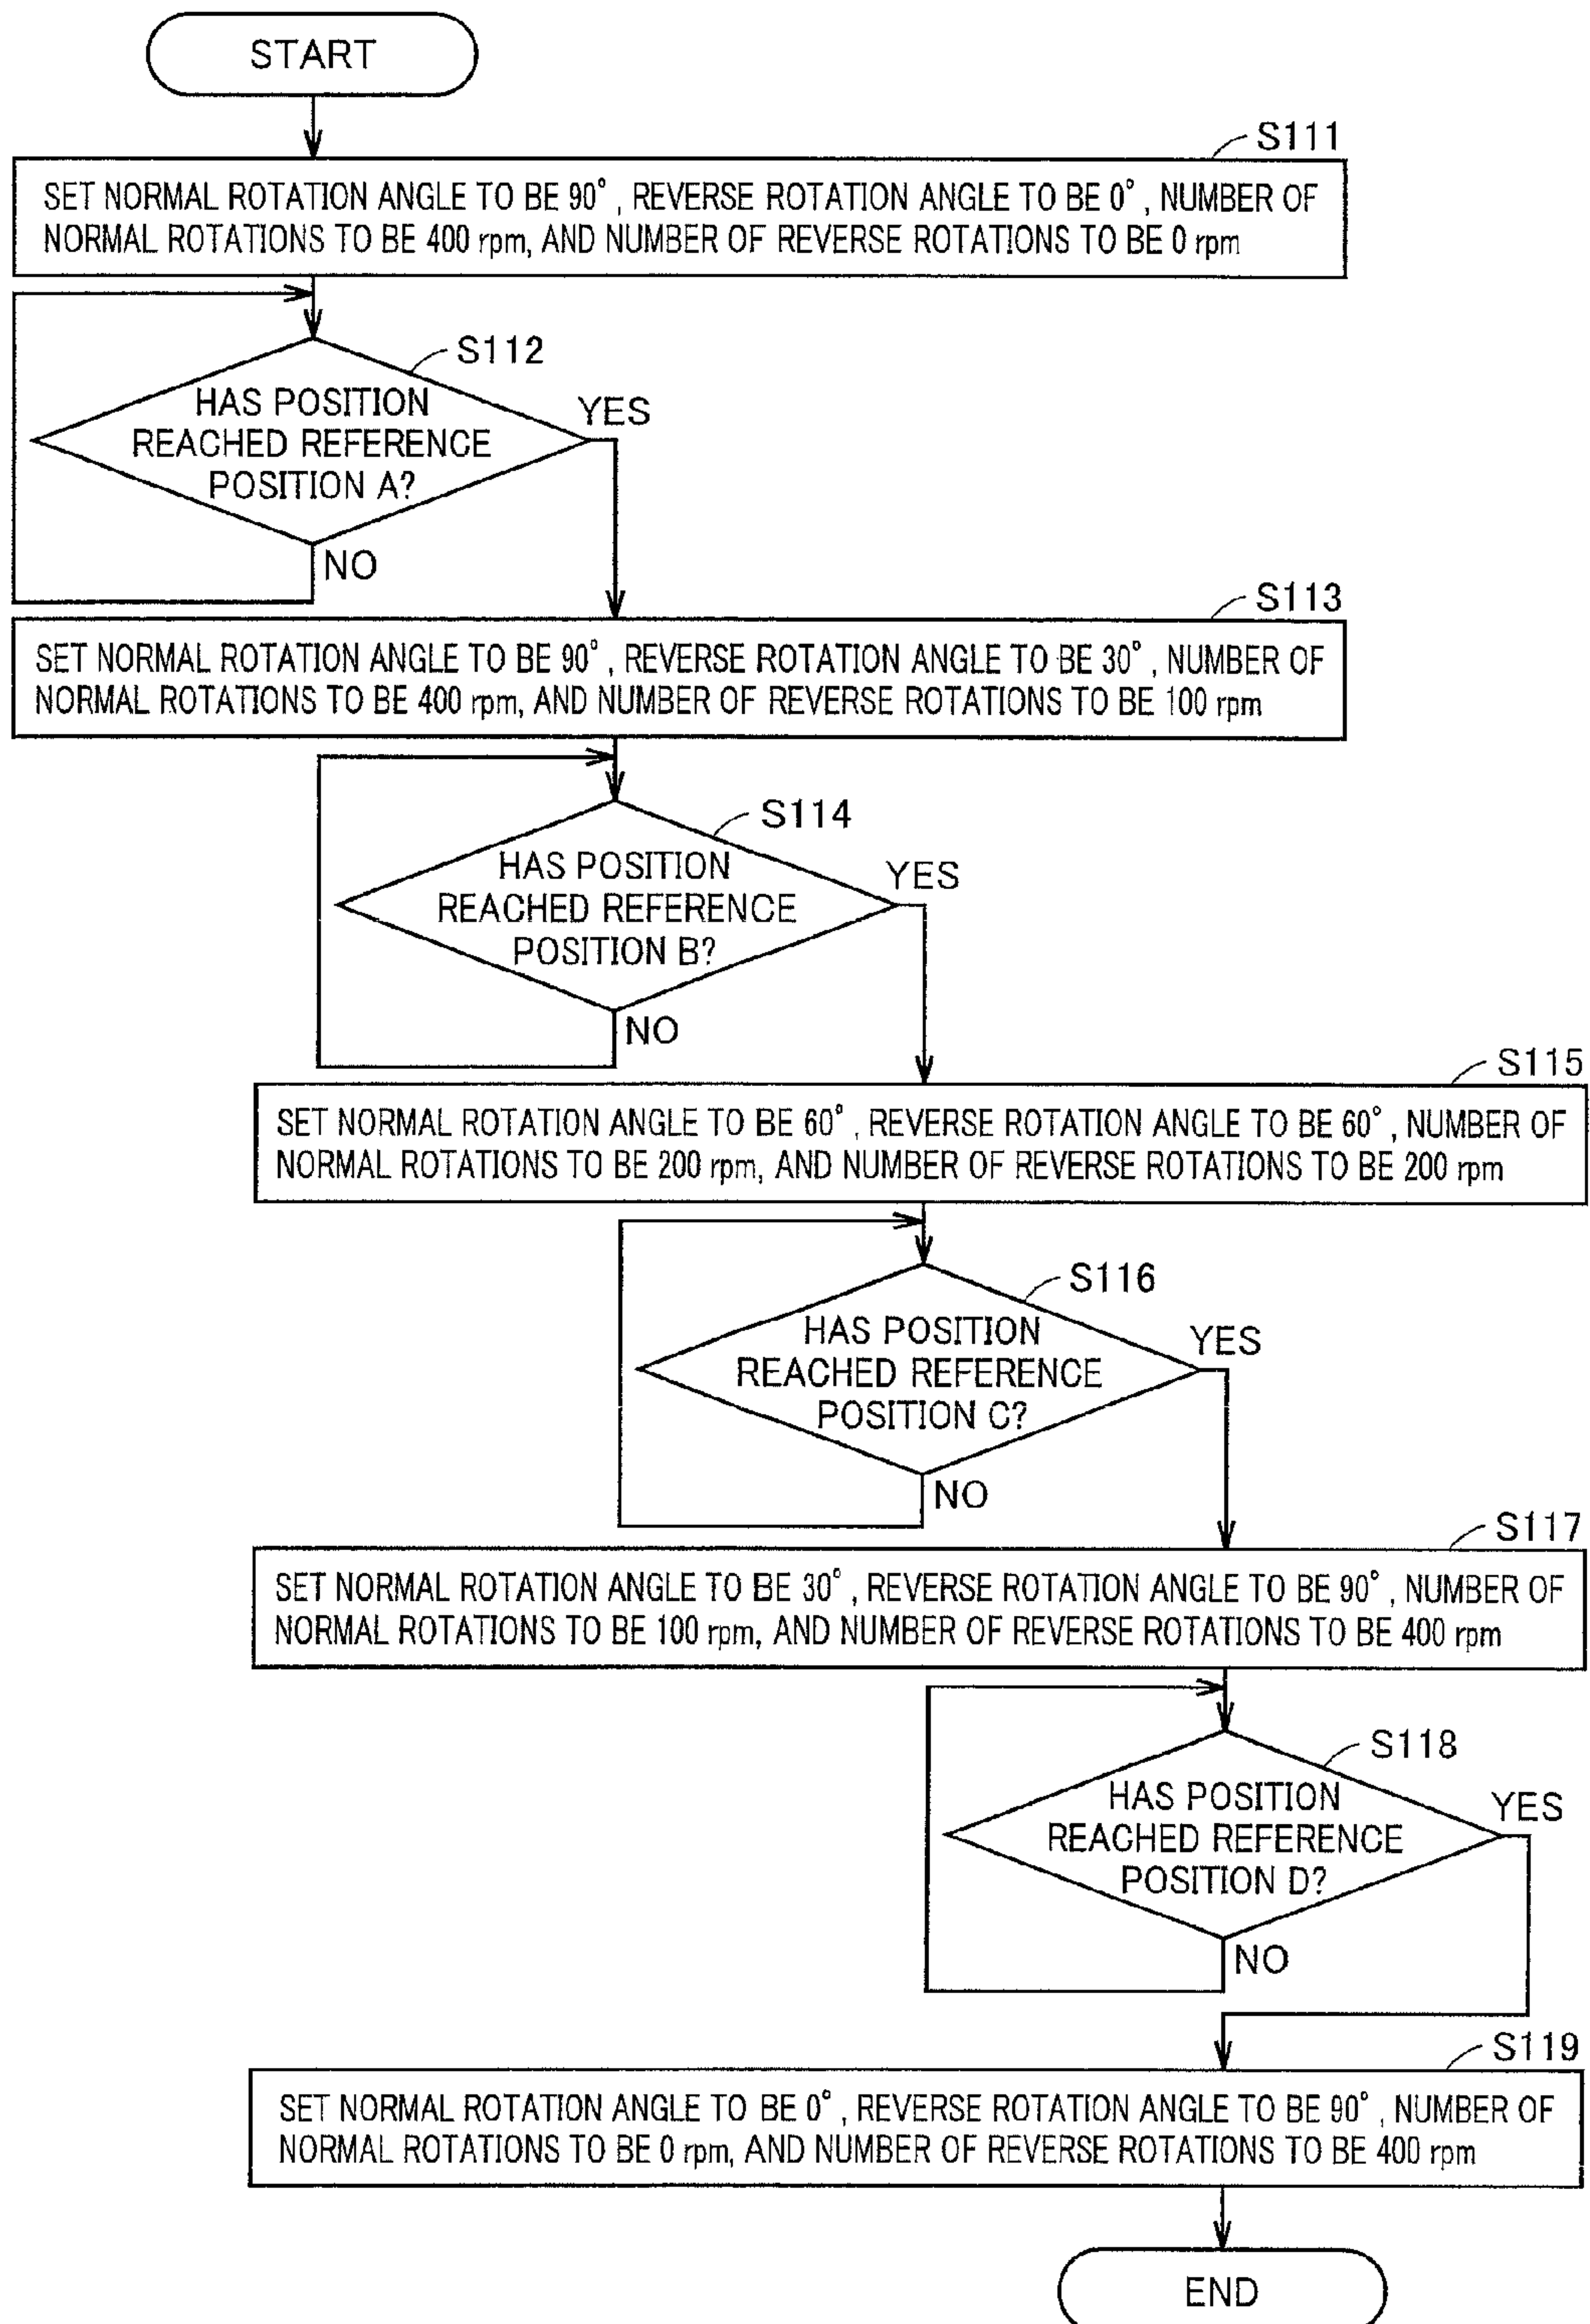 START
S111
SET NORMAL ROTATION ANGLE TO BE 90°, REVERSE ROTATION ANGLE TO BE 0°, NUMBER OF
NORMAL ROTATIONS TO BE 400 rpm, AND NUMBER OF REVERSE ROTATIONS TO BE 0 rpm
S112
HAS POSITION
REACHED REFERENCE
POSITION A?
YES
NO
S113
SET NORMAL ROTATION ANGLE TO BE 90°, REVERSE ROTATION ANGLE TO BE 30°, NUMBER OF
NORMAL ROTATIONS TO BE 400 rpm, AND NUMBER OF REVERSE ROTATIONS TO BE 100 rpm
S114
HAS POSITION
REACHED REFERENCE
POSITION B?
YES
NO
S115
SET NORMAL ROTATION ANGLE TO BE 60°, REVERSE ROTATION ANGLE TO BE 60°, NUMBER OF
NORMAL ROTATIONS TO BE 200 rpm, AND NUMBER OF REVERSE ROTATIONS TO BE 200 rpm
S116
HAS POSITION
REACHED REFERENCE
POSITION C?
YES
NO
S117
SET NORMAL ROTATION ANGLE TO BE 30°, REVERSE ROTATION ANGLE TO BE 90°, NUMBER OF
NORMAL ROTATIONS TO BE 100 rpm, AND NUMBER OF REVERSE ROTATIONS TO BE 400 rpm
S118
HAS POSITION
REACHED REFERENCE
POSITION D?
YES
NO
S119
SET NORMAL ROTATION ANGLE TO BE 0°, REVERSE ROTATION ANGLE TO BE 90°, NUMBER OF
NORMAL ROTATIONS TO BE 0 rpm, AND NUMBER OF REVERSE ROTATIONS TO BE 400 rpm
END